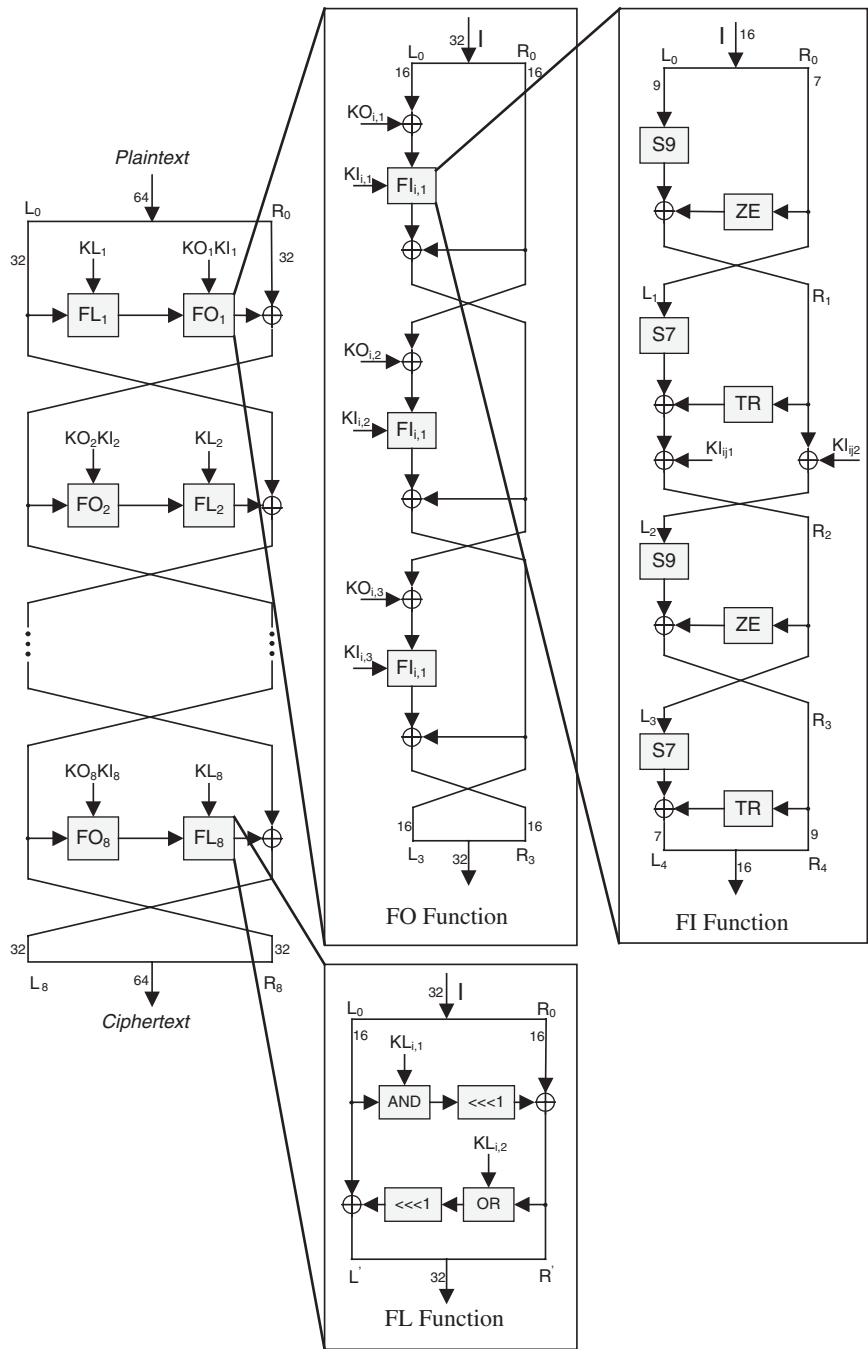 Plaintext
64
L0
R0
32
32
KL1
KO1KI1
FL1
FO1
KO2KI2
KL2
FO2
FL2
KO8KI8
KL8
FO8
FL8
32
32
L8
64
R8
Ciphertext
32
I
L0
R0
16
16
KOi,1
KIi,1
FIi,1
KOi,2
KIi,2
FIi,1
KOi,3
KIi,3
FIi,1
16
16
L3
32
R3
FO Function
I
16
L0
R0
9
7
S9
ZE
L1
R1
S7
TR
KIij1
KIij2
L2
R2
S9
ZE
L3
R3
S7
TR
7
9
L4
16
R4
FI Function
32
I
L0
R0
16
16
KLi,1
AND
<<<1
KLi,2
<<<1
OR
L'
32
R'
FL Function